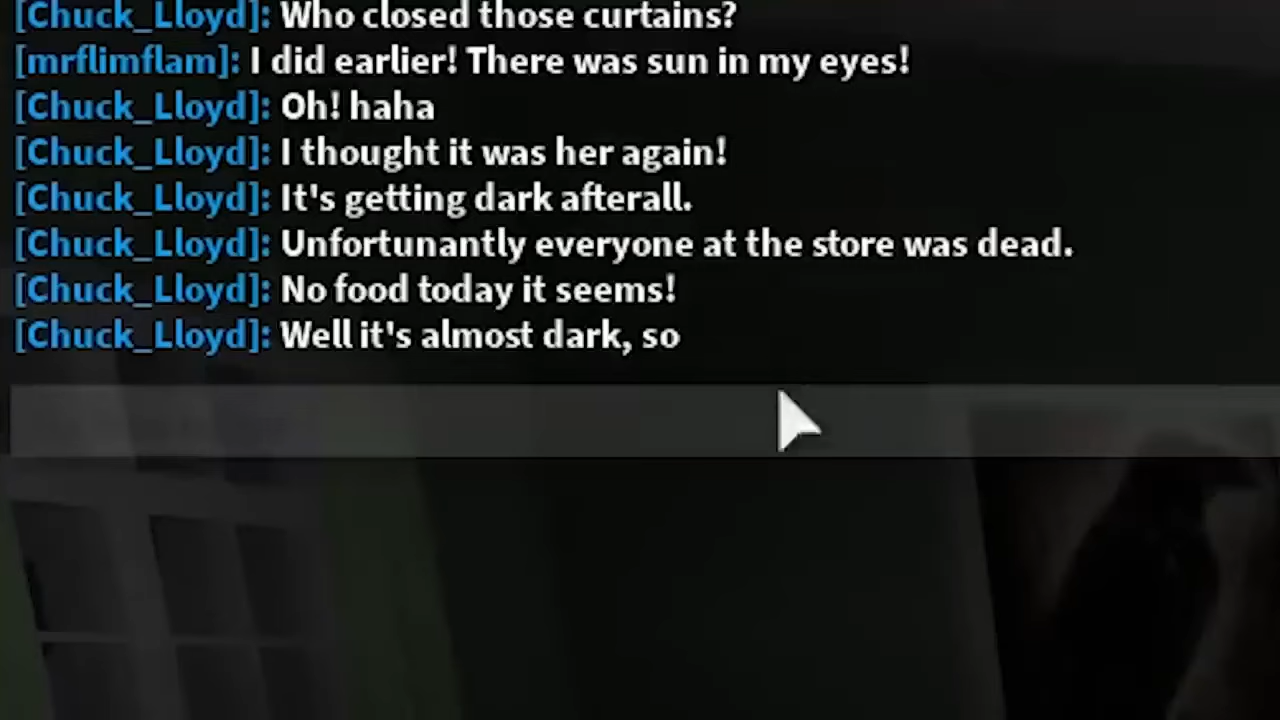 [Chuck_Lloyd]: Who closed those curtains?
[mrflimflam]: I did earlier! There was sun in my eyes!
[Chuck_Lloyd]: Oh! haha
[Chuck_Lloyd]: I thought it was her again!
[Chuck_Lloyd]: It's getting dark afterall.
[Chuck_Lloyd]: Unfortunantly everyone at the store was dead.
[Chuck_Lloyd]: No food today it seems!
[Chuck_Lloyd]: Well it's almost dark, so